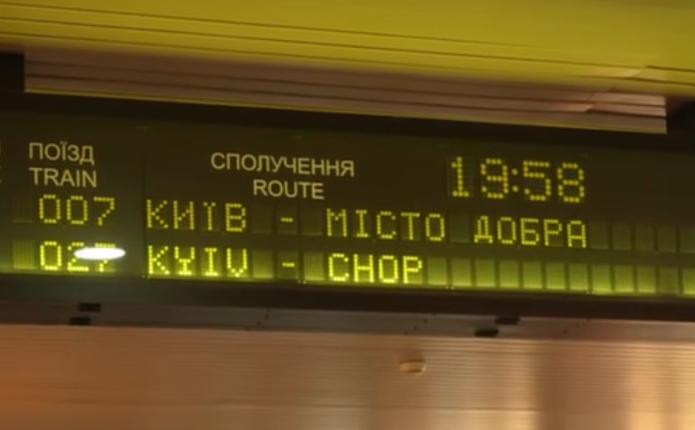 ПОЇЗД
TRAIN
СПОЛУЧЕННЯ
ROUTE
19:58
007 КИЇВ - МІСТО ДОБРА
KYIV - CHOP